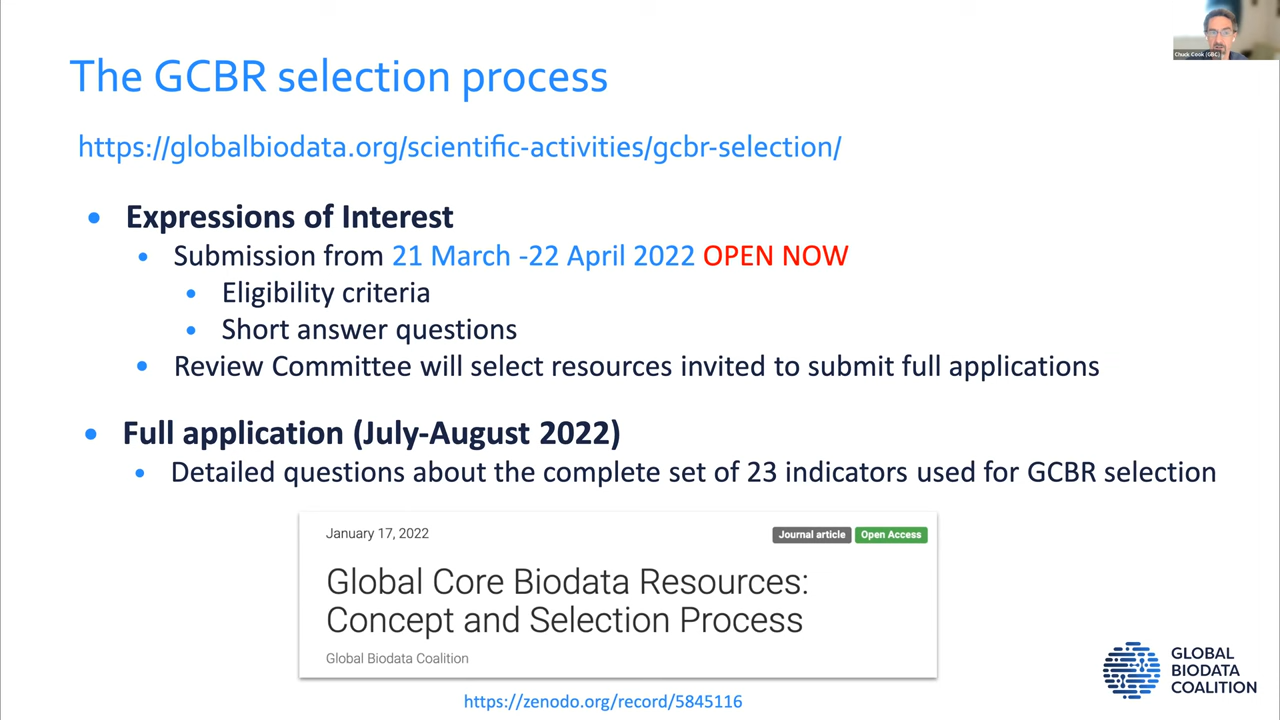 Chuck Cook (GBC)
The GCBR selection process
https://globalbiodata.org/scientific-activities/gcbr-selection/
• Expressions of Interest
• Submission from 21 March -22 April 2022 OPEN NOW
• Eligibility criteria
• Short answer questions
• Review Committee will select resources invited to submit full applications
• Full application (July-August 2022)
• Detailed questions about the complete set of 23 indicators used for GCBR selection
January 17, 2022 Journal article Open Access
Global Core Biodata Resources:
Concept and Selection Process
Global Biodata Coalition
https://zenodo.org/record/5845116
GLOBAL
BIODATA
COALITION